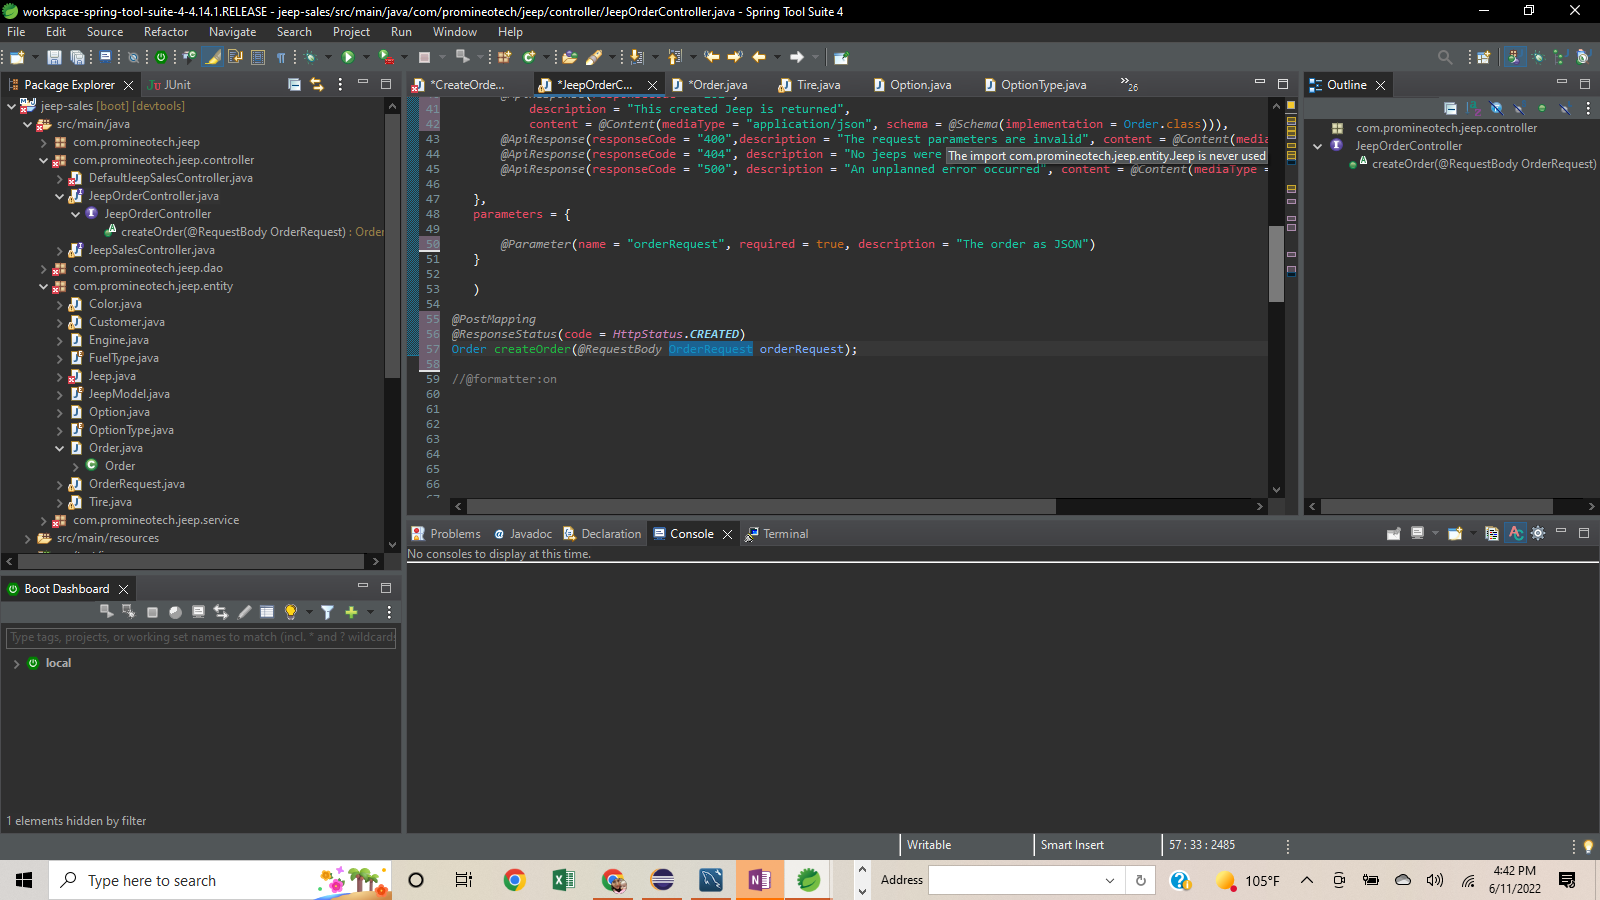 workspace-spring-tool-suite-4-4.14.1.RELEASE - jeep-sales/src/main/java/com/promineotech/jeep/controller/JeepOrderController.java - Spring Tool Suite 4
File Edit Source Refactor Navigate Search Project Run Window Help
Package Explorer
JUnit
jeep-sales [boot] [devtools]
src/main/java
com.promineotech.jeep
com.promineotech.jeep.controller
DefaultJeepSalesController.java
JeepOrderController.java
JeepOrderController
createOrder(@RequestBody OrderRequest) : Order
JeepSalesController.java
com.promineotech.jeep.dao
com.promineotech.jeep.entity
Color.java
Customer.java
Engine.java
FuelType.java
Jeep.java
JeepModel.java
Option.java
OptionType.java
Order.java
Order
OrderRequest.java
Tire.java
com.promineotech.jeep.service
src/main/resources
*CreateOrde... *JeepOrderC... *Order.java Tire.java Option.java OptionType.java »26
41 description = "This created Jeep is returned",
42 content = @Content(mediaType = "application/json", schema = @Schema(implementation = Order.class))),
43 @ApiResponse(responseCode = "400",description = "The request parameters are invalid", content = @Content(media
44 @ApiResponse(responseCode = "404", description = "No jeeps were
The import com.promineotech.jeep.entity.Jeep is never used
45 @ApiResponse(responseCode = "500", description = "An unplanned error occurred", content = @Content(mediaType =
46
47 },
48 parameters = {
49
50 @Parameter(name = "orderRequest", required = true, description = "The order as JSON")
51 }
52
53 )
54
55 @PostMapping
56 @ResponseStatus(code = HttpStatus.CREATED)
57 Order createOrder(@RequestBody OrderRequest orderRequest);
58
59 //@formatter:on
60
61
62
63
64
65
66
Outline
com.promineotech.jeep.controller
JeepOrderController
createOrder(@RequestBody OrderRequest)
Problems Javadoc Declaration Console Terminal
No consoles to display at this time.
Boot Dashboard
Type tags, projects, or working set names to match (incl. * and ? wildcards
local
1 elements hidden by filter
Writable Smart Insert 57 : 33 : 2485
Type here to search
Address
105°F
4:42 PM
6/11/2022